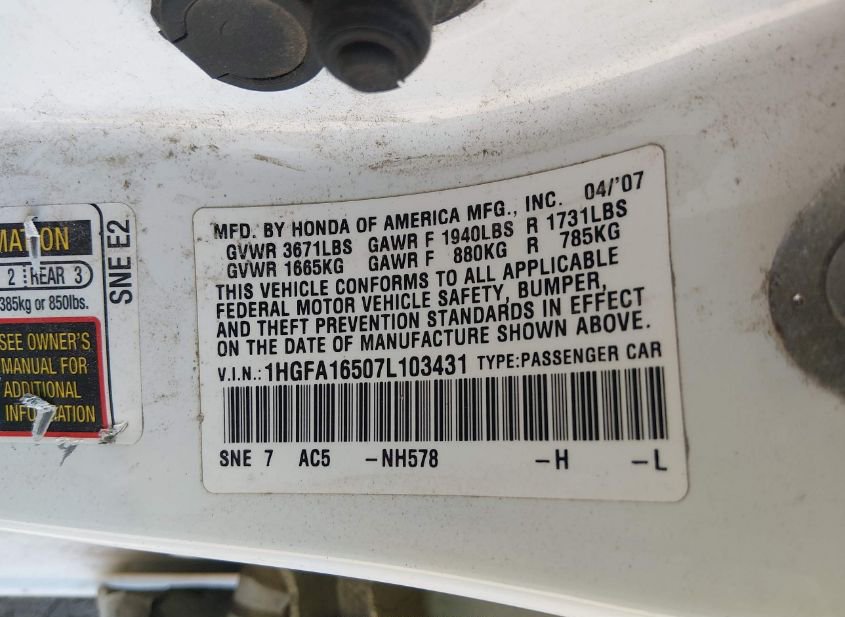 MATION
2 REAR 3
385kg or 850lbs.
SEE OWNER'S
MANUAL FOR
ADDITIONAL
INFORMATION
SNE E2
MFD. BY HONDA OF AMERICA MFG., INC. 04/'07
GVWR 3671LBS GAWR F 1940LBS R 1731LBS
GVWR 1665KG GAWR F 880KG R 785KG
THIS VEHICLE CONFORMS TO ALL APPLICABLE
FEDERAL MOTOR VEHICLE SAFETY, BUMPER,
AND THEFT PREVENTION STANDARDS IN EFFECT
ON THE DATE OF MANUFACTURE SHOWN ABOVE.
V.I.N.: 1HGFA16507L103431 TYPE:PASSENGER CAR
SNE 7 AC5 -NH578 -H -L